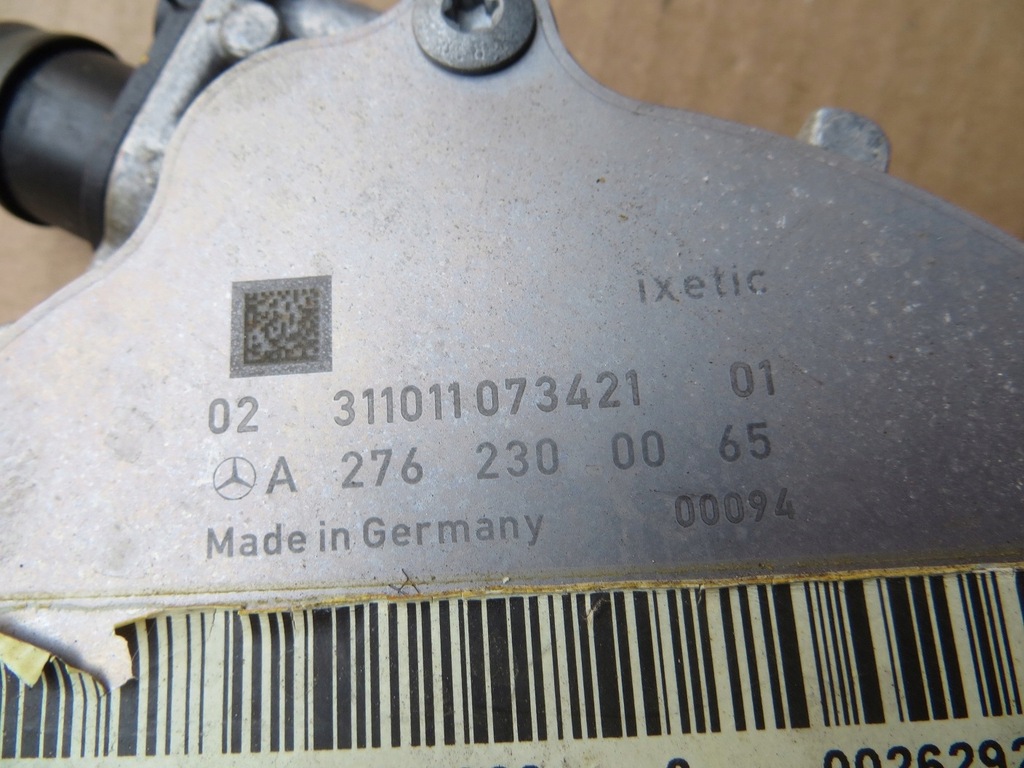 ixetic
02 311011073421 01
A 276 230 00 65
Made in Germany 00094